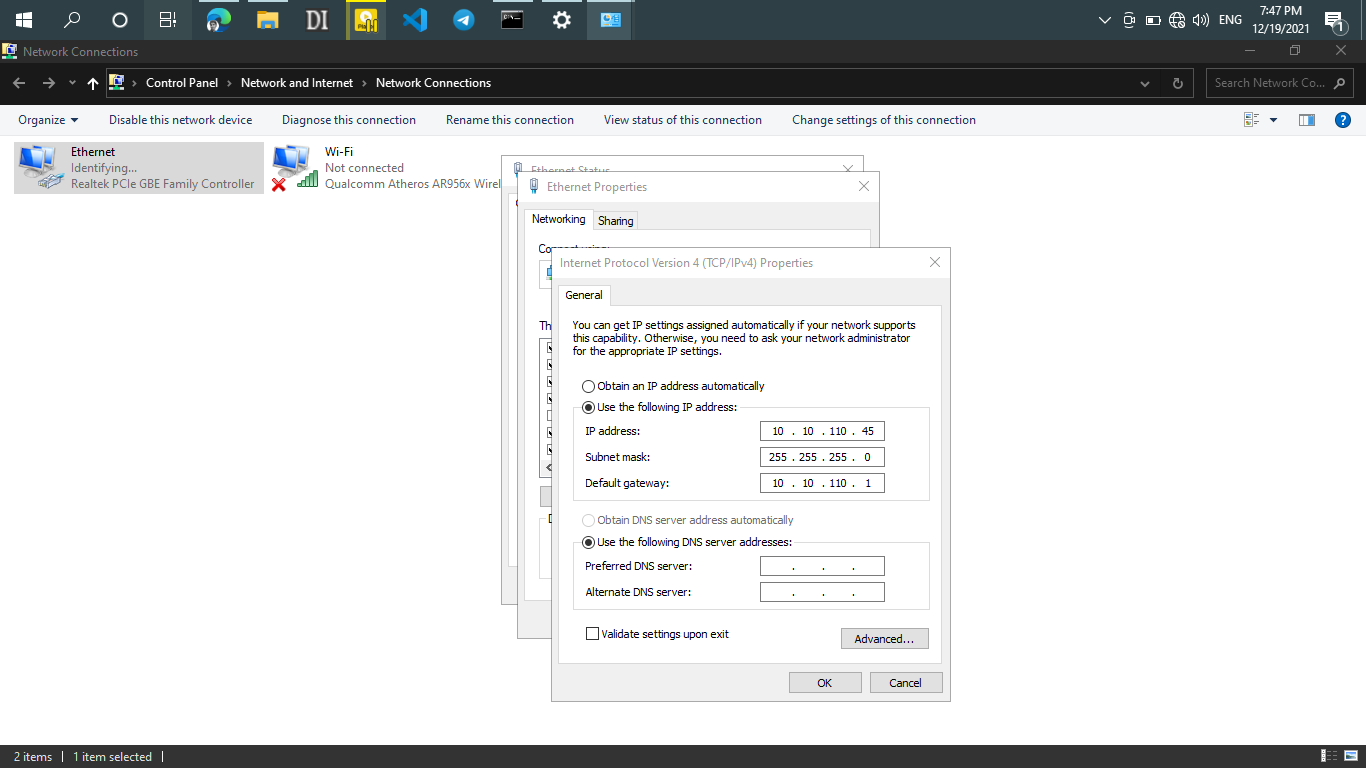 DI
ENG
7:47 PM
12/19/2021
1
Network Connections
Control Panel > Network and Internet > Network Connections
Search Network Co...
Organize
Disable this network device
Diagnose this connection
Rename this connection
View status of this connection
Change settings of this connection
Ethernet
Identifying...
Realtek PCIe GBE Family Controller
Wi-Fi
Not connected
Qualcomm Atheros AR956x Wirel
Ethernet Status
Ethernet Properties
Networking
Sharing
Connect using:
Th
Internet Protocol Version 4 (TCP/IPv4) Properties
General
You can get IP settings assigned automatically if your network supports
this capability. Otherwise, you need to ask your network administrator
for the appropriate IP settings.
Obtain an IP address automatically
Use the following IP address:
IP address: 10 . 10 . 110 . 45
Subnet mask: 255 . 255 . 255 . 0
Default gateway: 10 . 10 . 110 . 1
Obtain DNS server address automatically
Use the following DNS server addresses:
Preferred DNS server: . . .
Alternate DNS server: . . .
Validate settings upon exit
Advanced...
OK
Cancel
2 items
1 item selected